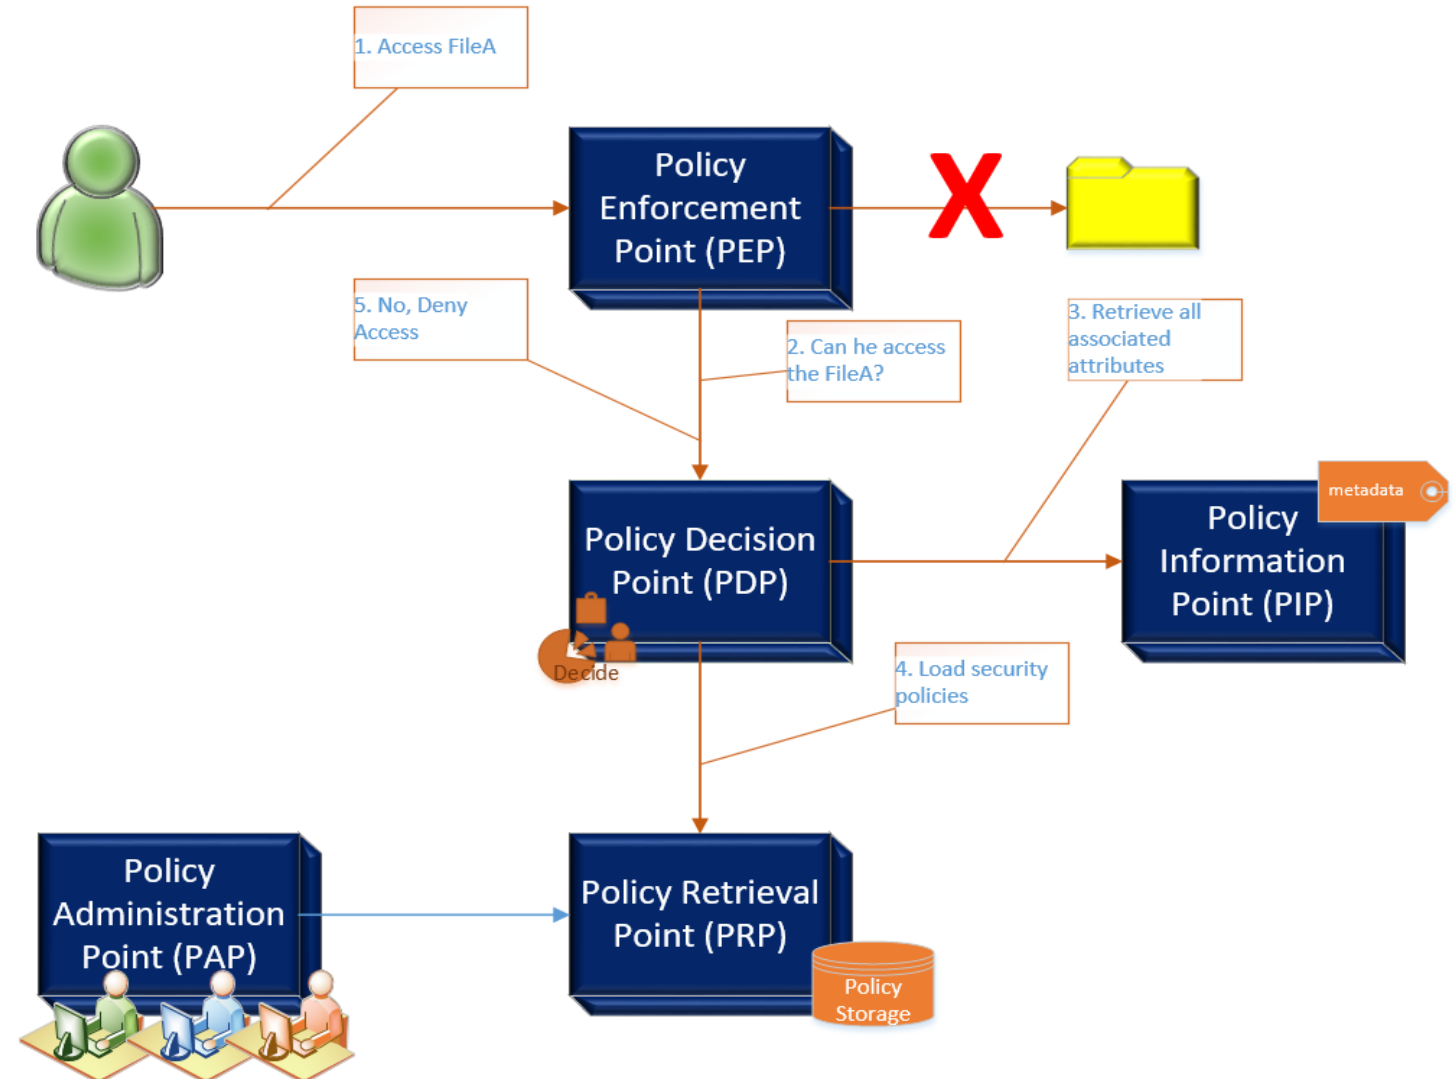 1. Access FileA
Policy
Enforcement
Point (PEP)
5. No, Deny
Access
2. Can he access
the FileA?
3. Retrieve all
associated
attributes
Policy Decision
Point (PDP)
Decide
metadata
Policy
Information
Point (PIP)
4. Load security
policies
Policy
Administration
Point (PAP)
Policy Retrieval
Point (PRP)
Policy
Storage